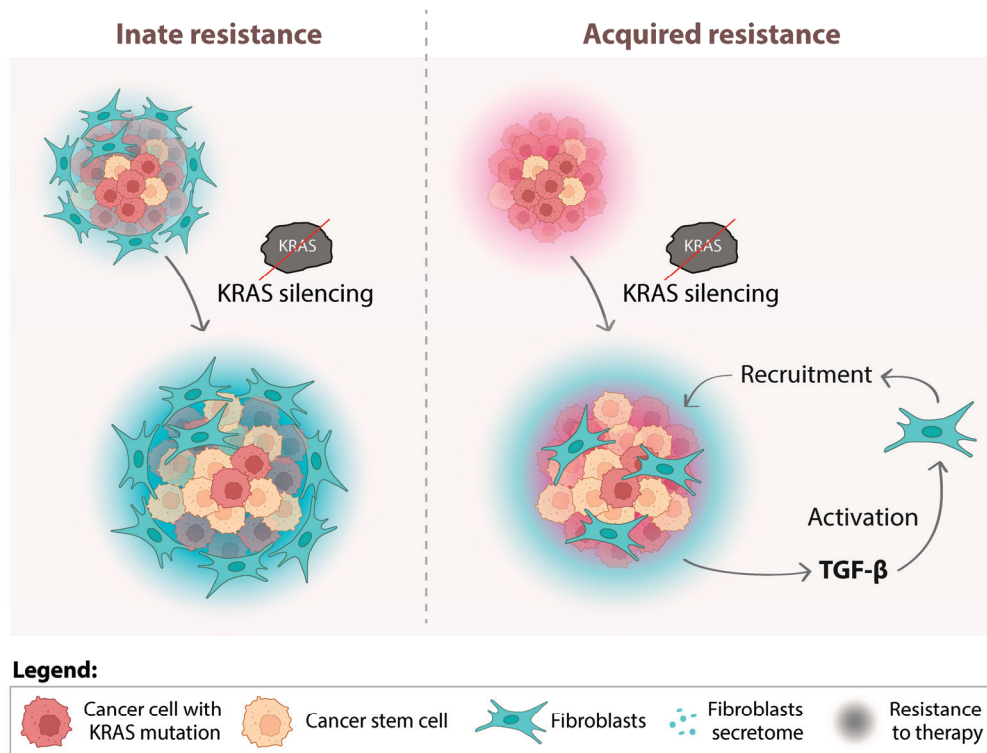 Inate resistance
Acquired resistance
KRAS
KRAS silencing
KRAS
KRAS silencing
Recruitment
Activation
TGF-β
Legend:
Cancer cell with
KRAS mutation
Cancer stem cell
Fibroblasts
Fibroblasts
secretome
Resistance
to therapy